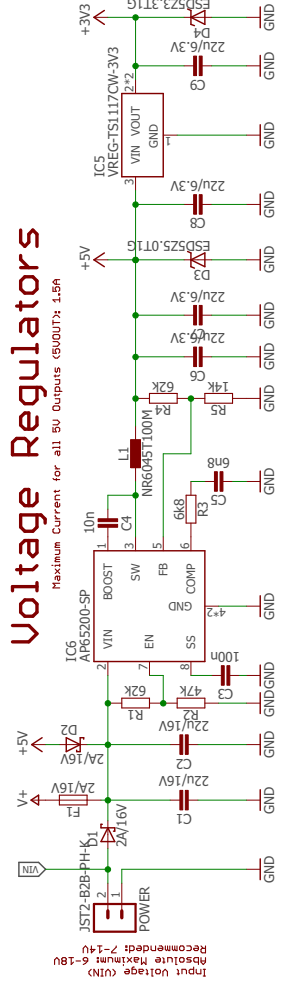 Voltage Regulators
Maximum Current for all 5V Outputs (5VOUT): 1.5A
Input Voltage (VIN)
Absolute Maximum: 6-18V
Recommended: 7-14V
JST2-B2B-PH-K
POWER
2
1
GND
VIN
D1
2A/16V
V+
F1
2A/16V
C1
22u/16V
GND
+5V
D2
2A/16V
C2
22u/16V
GND
R1
62k
R2
47k
GND
C3
100n
GND
IC6
AP65200-SP
VIN
EN
SS
BOOST
SW
FB
COMP
GND
2
7
8
1
3
5
6
4*2
GND
10n
C4
6k8
R3
C5
6n8
GND
L1
NR6045T100M
R4
62k
R5
14k
GND
C6
22u/6.3V
GND
C7
22u/6.3V
GND
+5V
D3
ESD5Z5.0T1G
GND
C8
22u/6.3V
GND
IC5
VREG-TS1117CW-3V3
VIN
VOUT
GND
3
2*2
1
GND
C9
22u/6.3V
GND
+3V3
D4
ESD5Z3.3T1G
GND